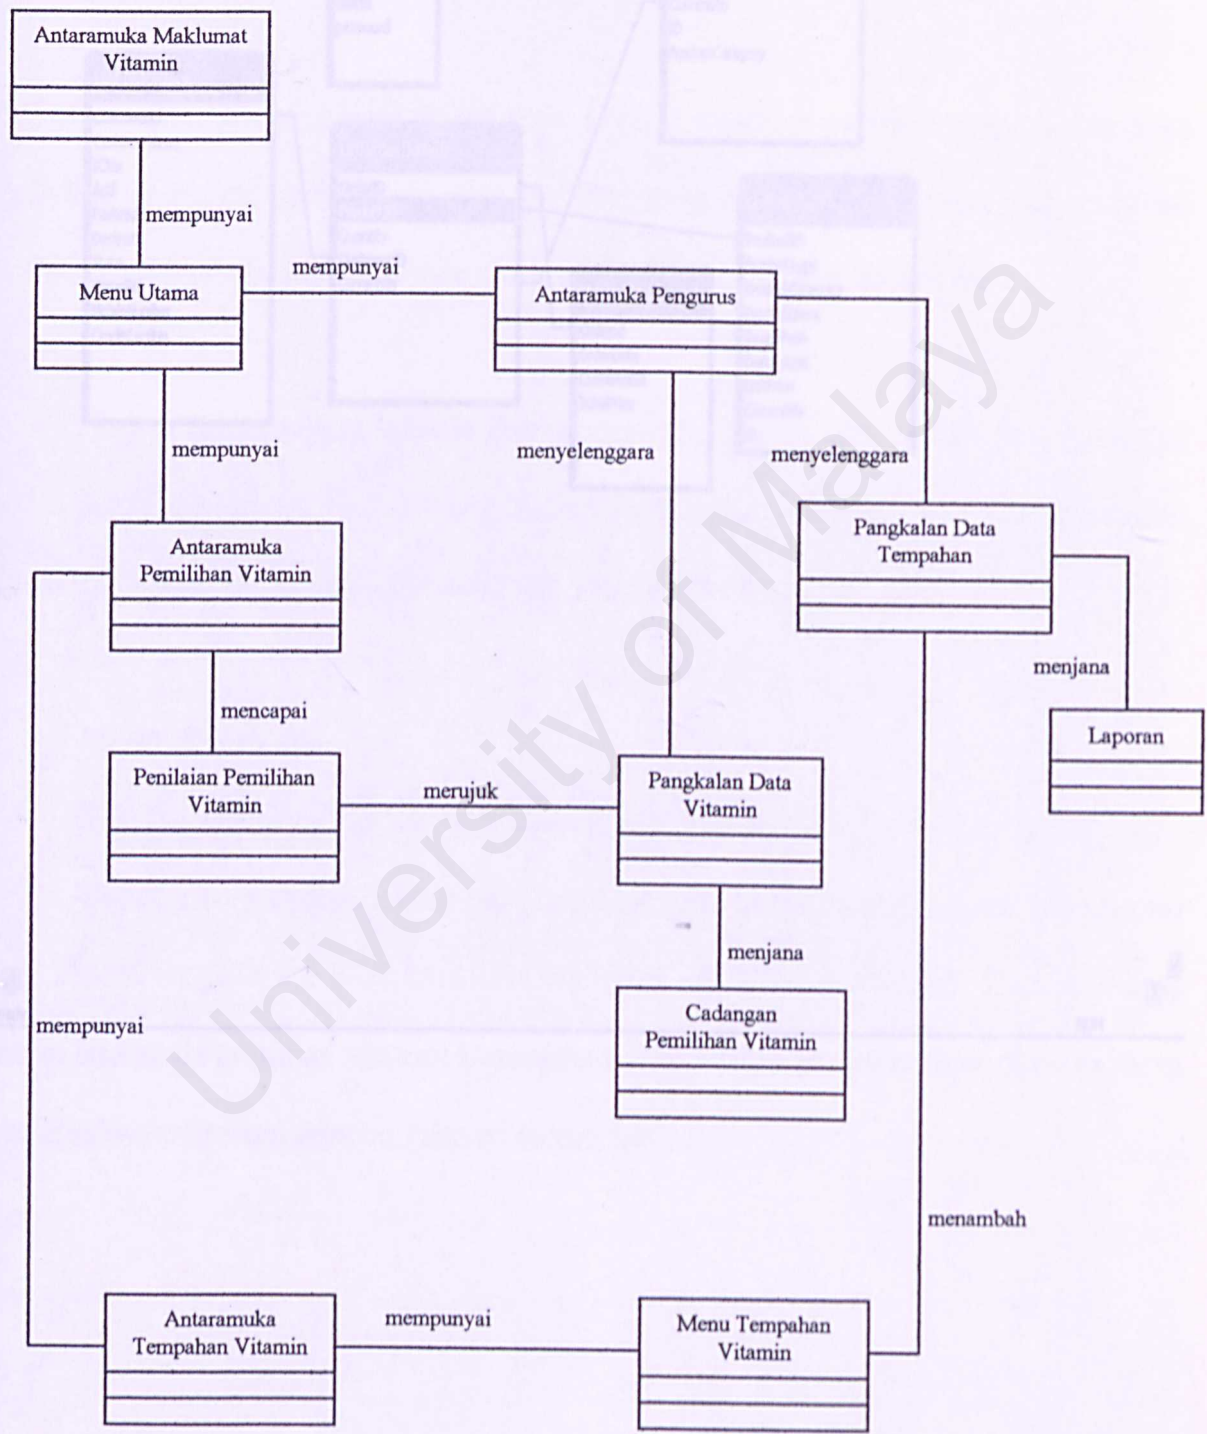 Antaramuka Maklumat
Vitamin
mempunyai
Menu Utama
mempunyai
Antaramuka Pengurus
mempunyai
menyelenggara
menyelenggara
Antaramuka
Pemilihan Vitamin
Pangkalan Data
Tempahan
mencapai
menjana
Laporan
Penilaian Pemilihan
Vitamin
merujuk
Pangkalan Data
Vitamin
menjana
Cadangan
Pemilihan Vitamin
mempunyai
menambah
Antaramuka
Tempahan Vitamin
mempunyai
Menu Tempahan
Vitamin
University of Malaya